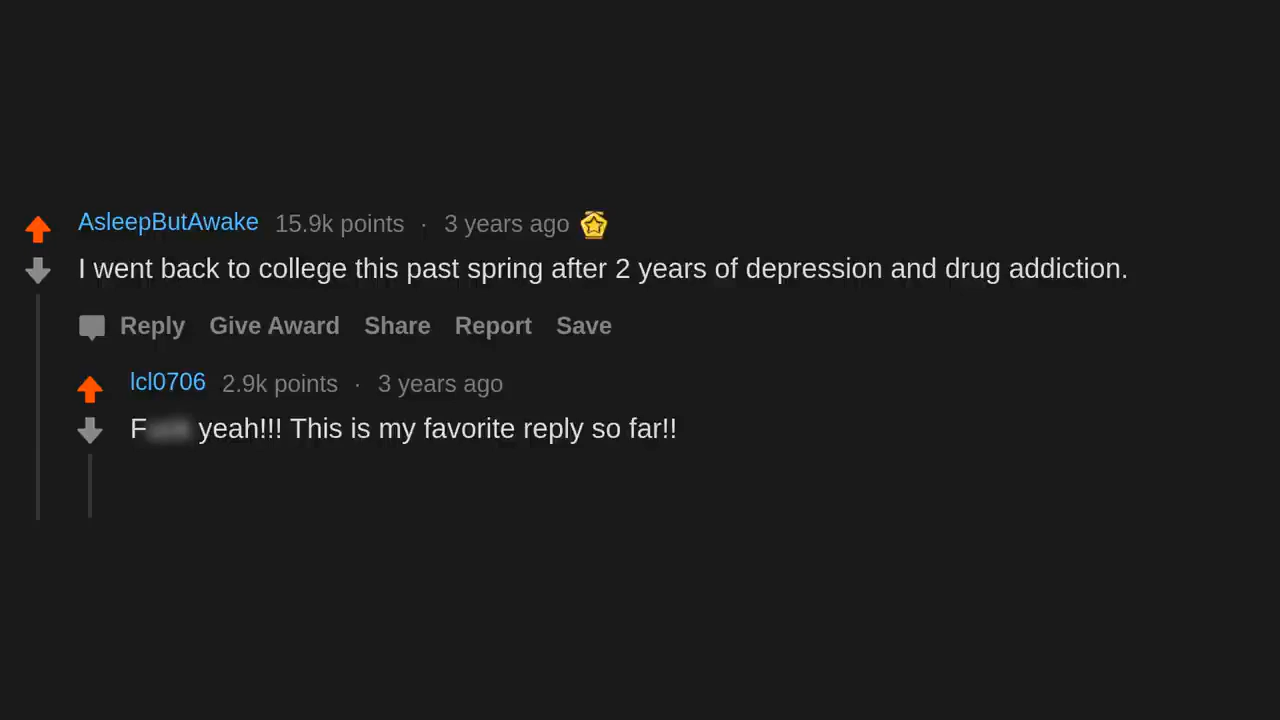 AsleepButAwake 15.9k points · 3 years ago
I went back to college this past spring after 2 years of depression and drug addiction.
Reply Give Award Share Report Save
lcl0706 2.9k points · 3 years ago
F yeah!!! This is my favorite reply so far!!